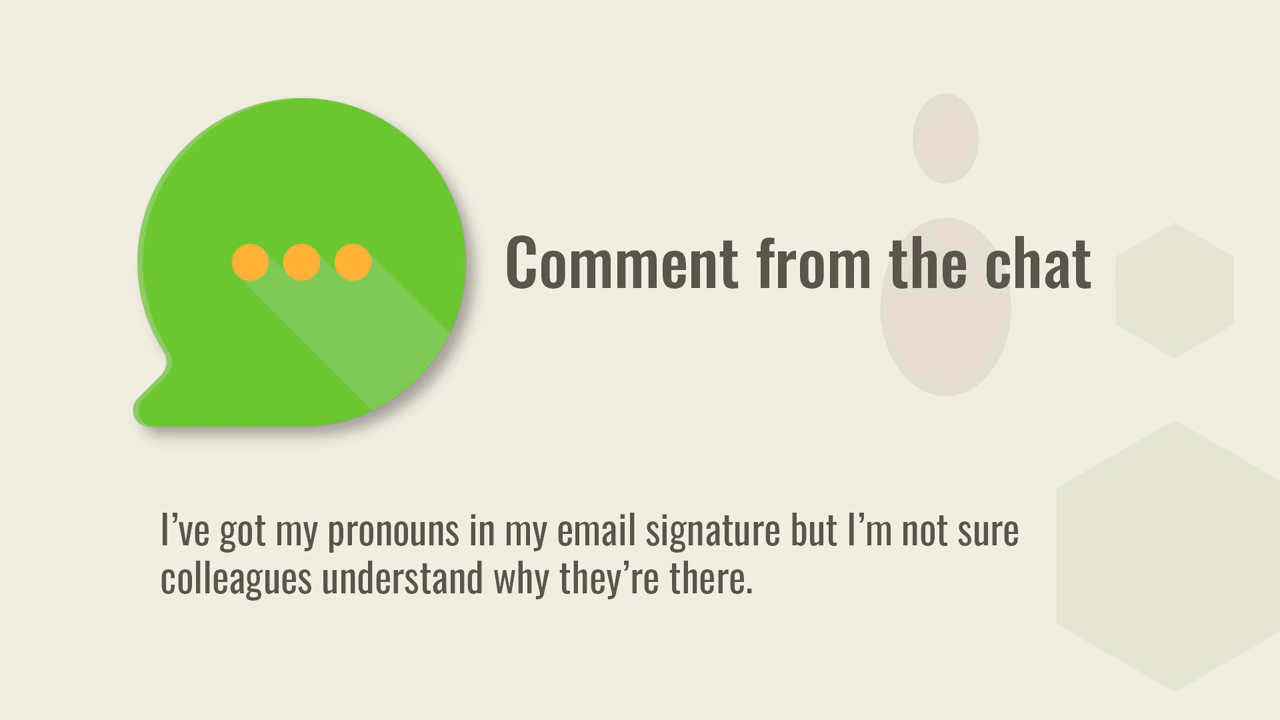 Comment from the chat
I’ve got my pronouns in my email signature but I’m not sure
colleagues understand why they’re there.